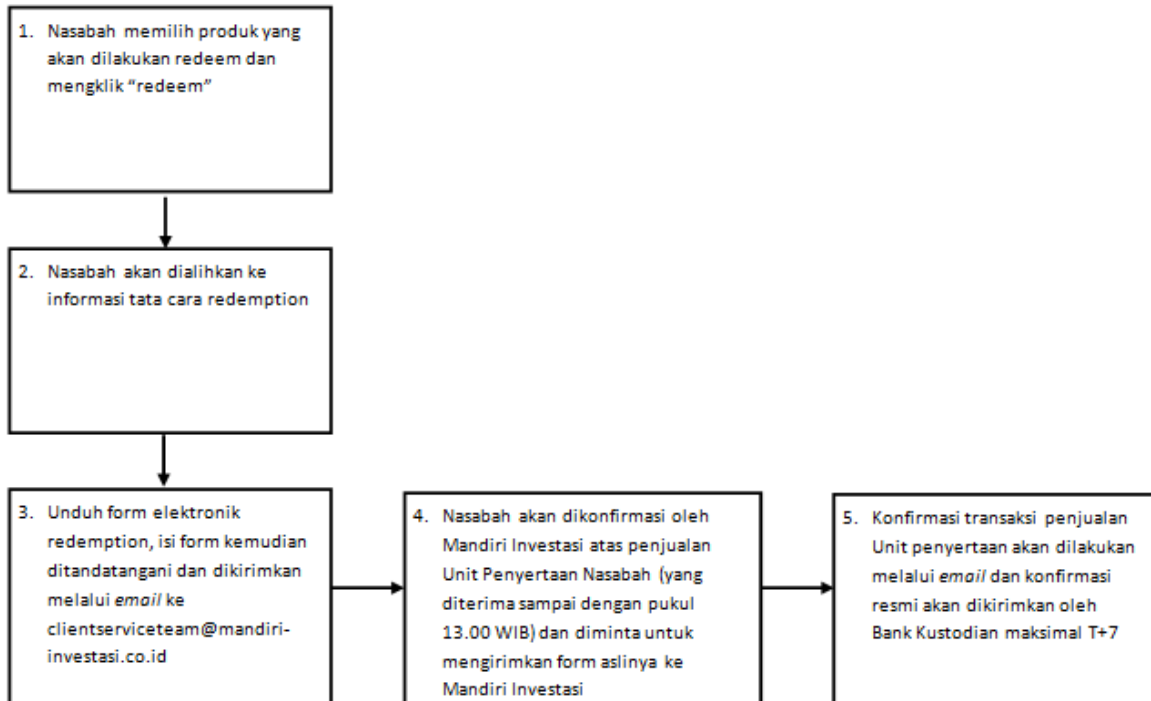 1. Nasabah memilih produk yang
akan dilakukan redeem dan
mengklik “redeem”
2. Nasabah akan dialihkan ke
informasi tata cara redemption
3. Unduh form elektronik
redemption, isi form kemudian
ditandatangani dan dikirimkan
melalui email ke
clientserviceteam@mandiri-
investasi.co.id
4. Nasabah akan dikonfirmasi oleh
Mandiri Investasi atas penjualan
Unit Penyertaan Nasabah (yang
diterima sampai dengan pukul
13.00 WIB) dan diminta untuk
mengirimkan form aslinya ke
Mandiri Investasi
5. Konfirmasi transaksi penjualan
Unit penyertaan akan dilakukan
melalui email dan konfirmasi
resmi akan dikirimkan oleh
Bank Kustodian maksimal T+7